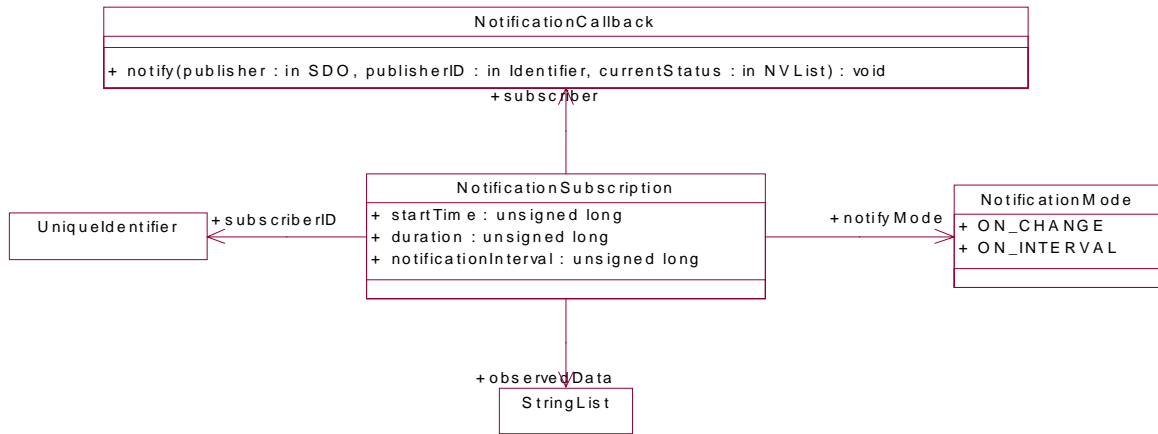 NotificationCallback
+ notify(publisher : in SDO, publisherID : in Identifier, currentStatus : in NVList) : void
+subscriber
NotificationSubscription
+ startTime : unsigned long
+ duration : unsigned long
+ notificationInterval : unsigned long
+subscriberID
UniqueIdentifier
+notifyMode
NotificationMode
+ ON_CHANGE
+ ON_INTERVAL
+observedData
StringList